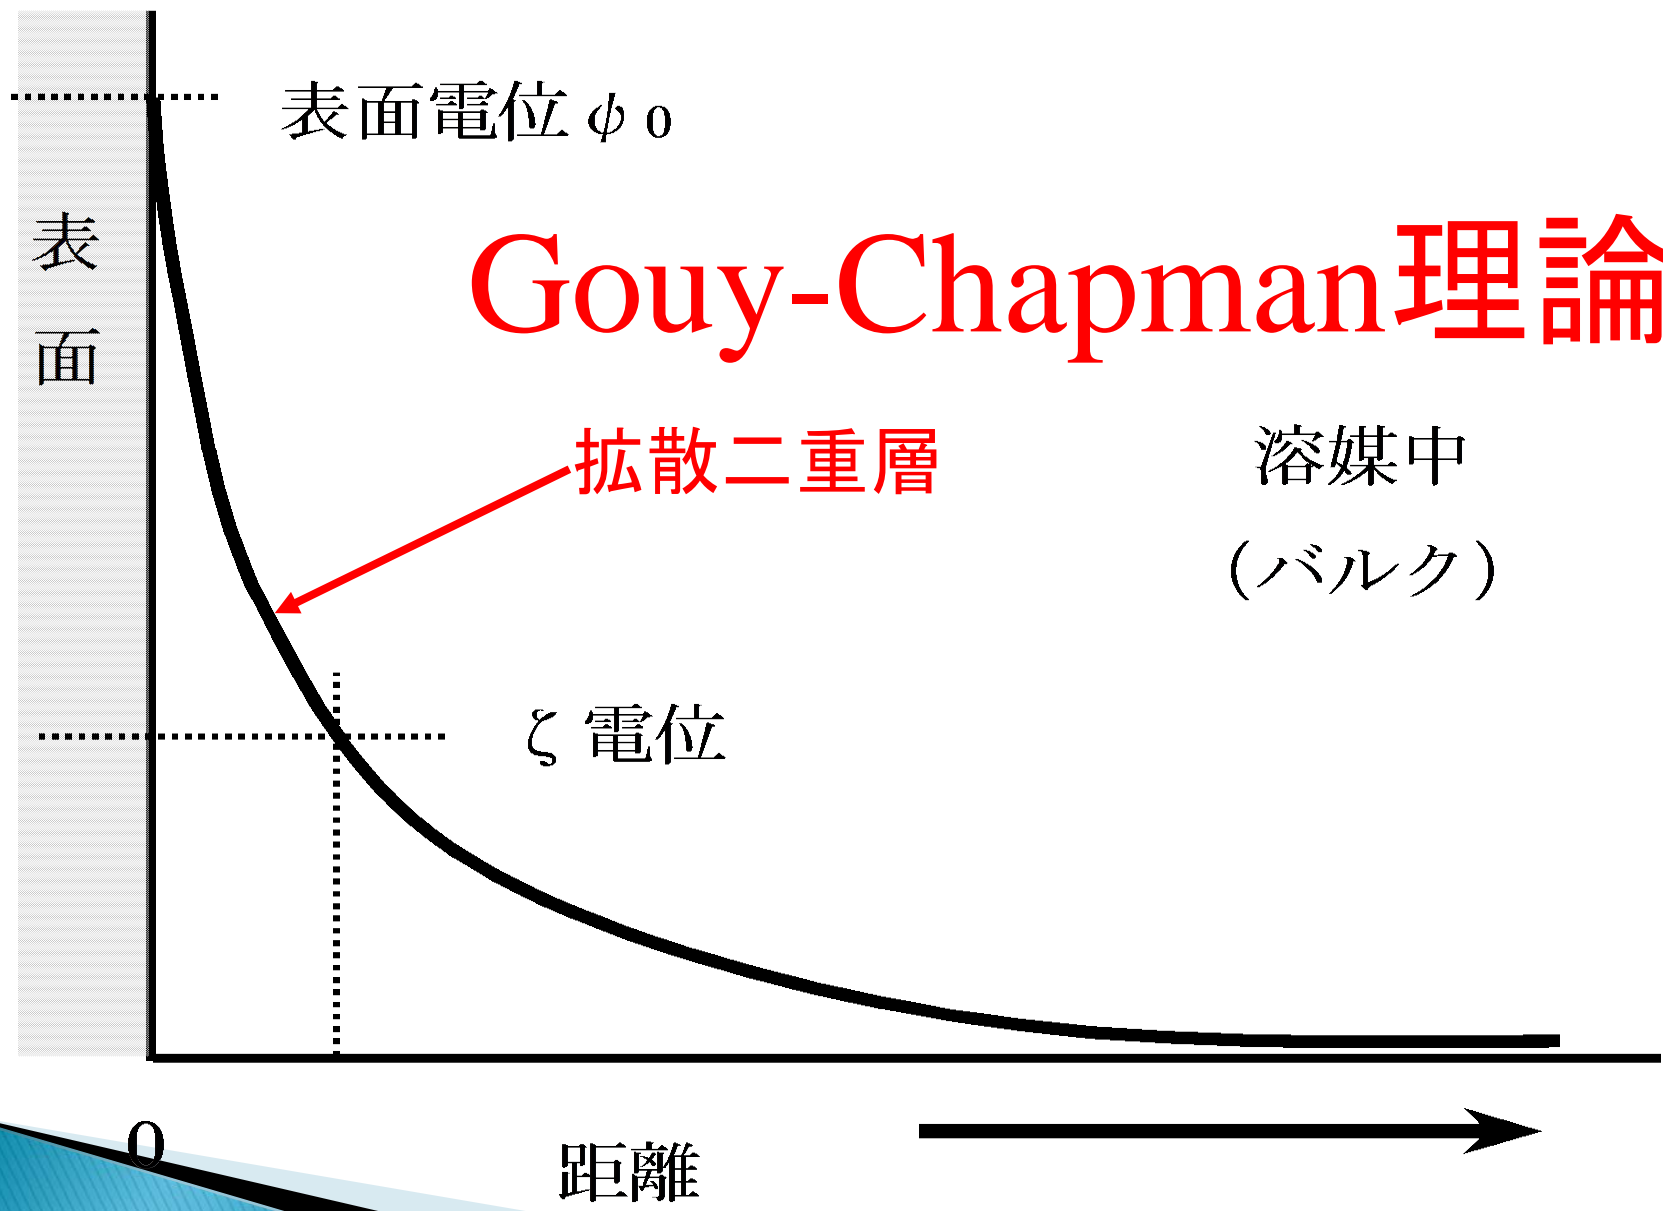 表面電位φ0
表
面
Gouy-Chapman理論
拡散二重層
溶媒中
(バルク)
ζ電位
0
距離